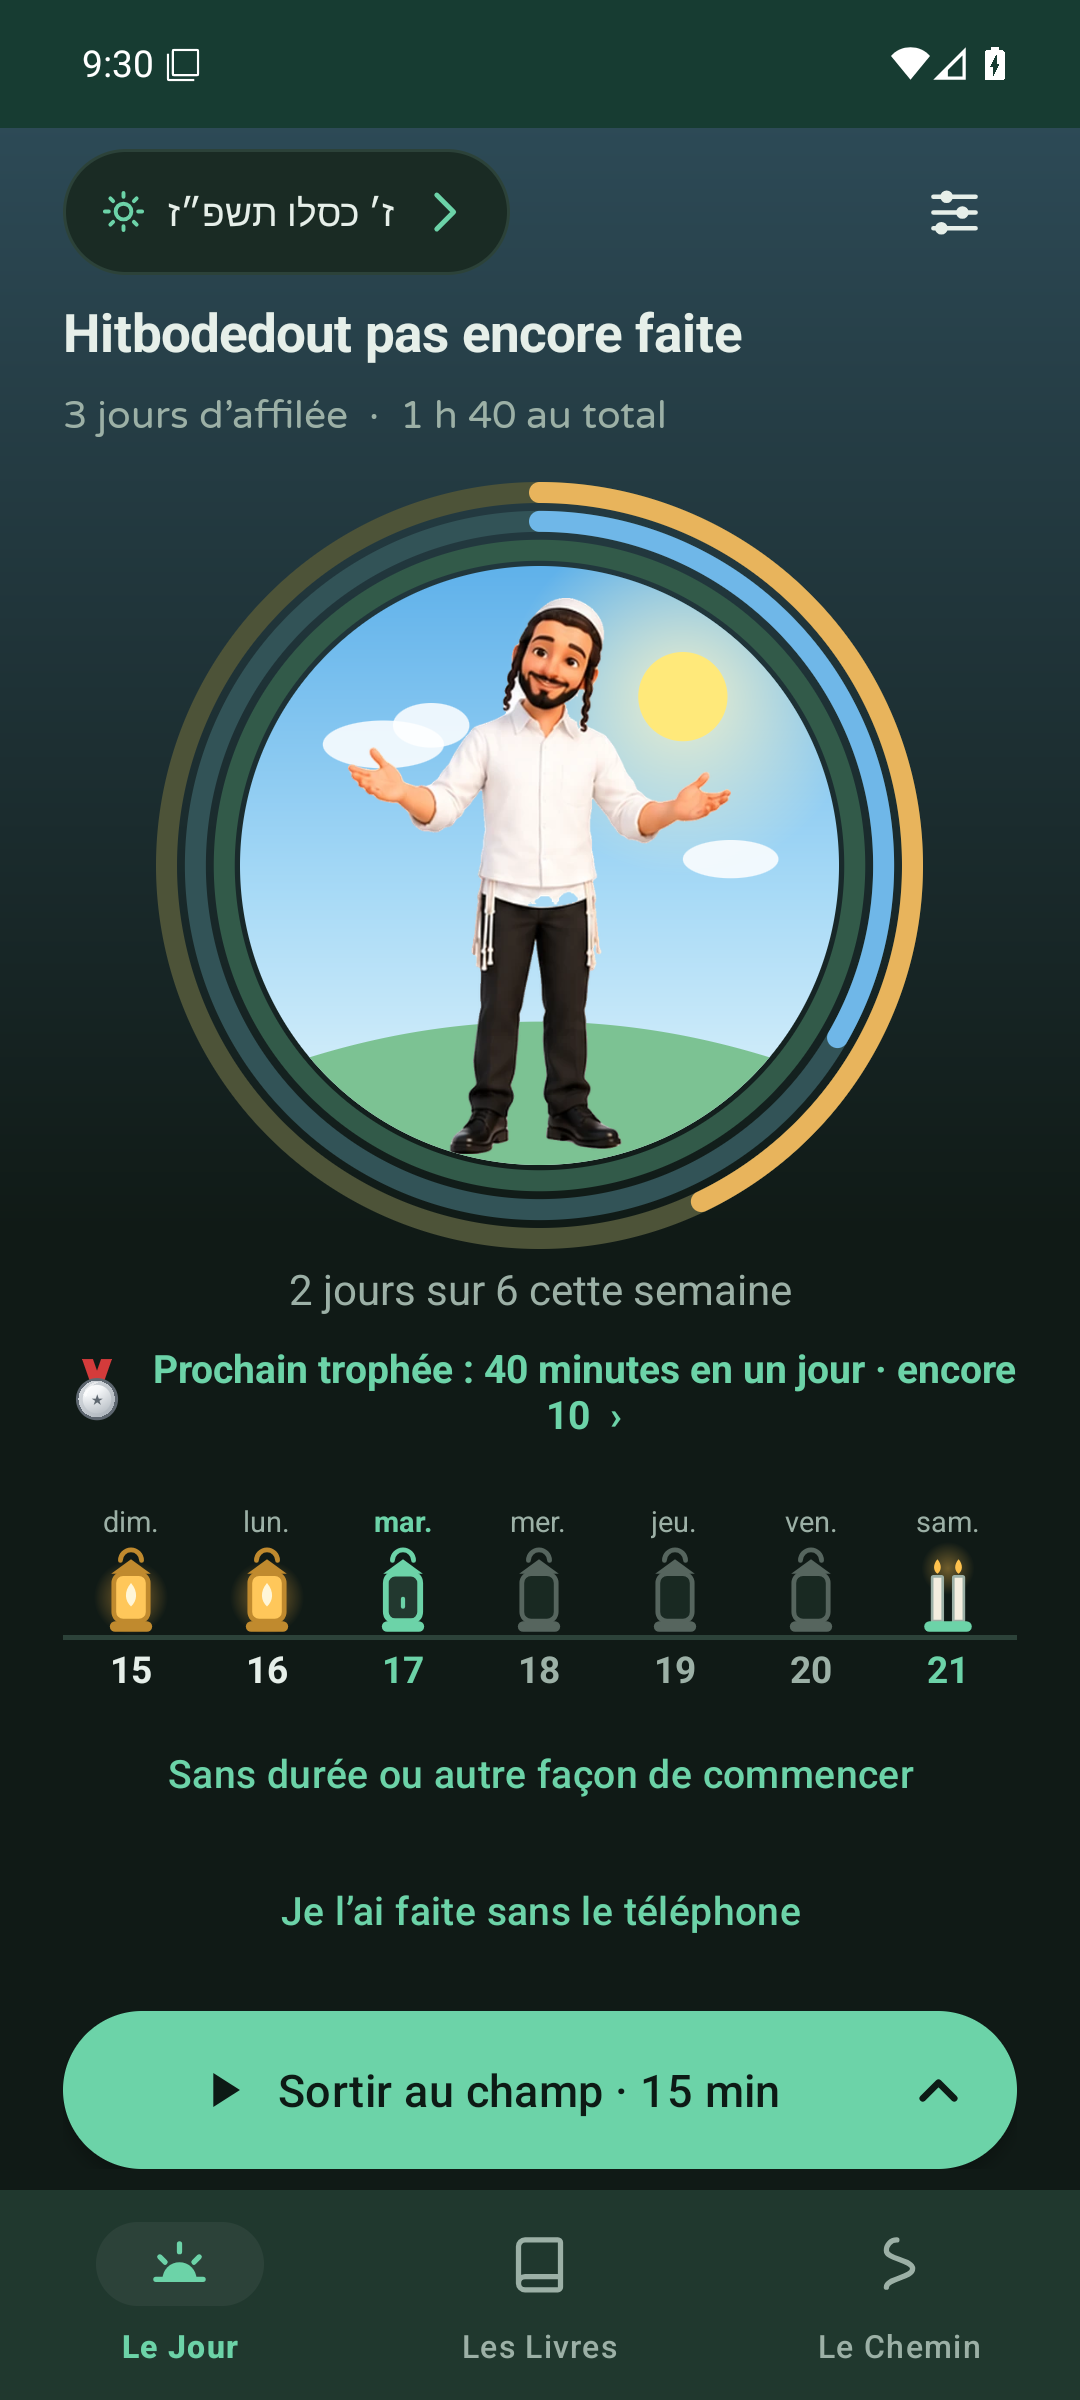 9:30
ז׳ כסלו תשפ״ז
Hitbodedout pas encore faite
3 jours d’affilée · 1 h 40 au total
2 jours sur 6 cette semaine
Prochain trophée : 40 minutes en un jour · encore
10 ›
dim. lun. mar. mer. jeu. ven. sam.
15 16 17 18 19 20 21
Sans durée ou autre façon de commencer
Je l’ai faite sans le téléphone
Sortir au champ · 15 min
Le Jour Les Livres Le Chemin